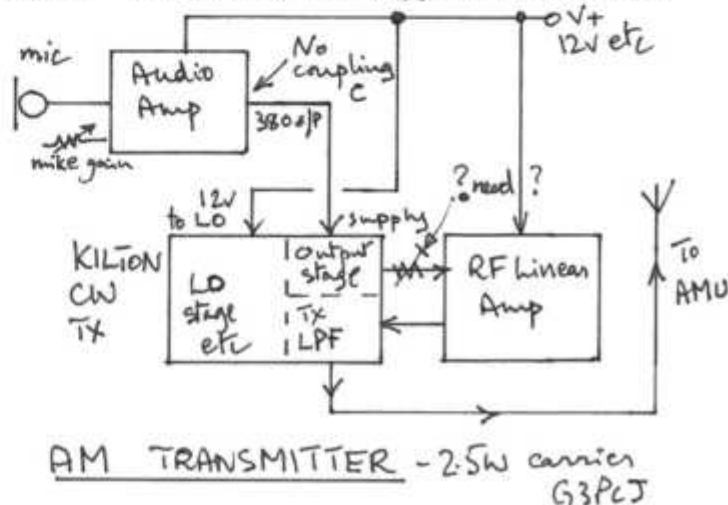 V+
12V etc
mic
Audio
Amp
No
coupling
C
380 o/p
mike gain
12V
to LO
supply
? need ?
KILTON
CW
TX
LO
stage
etc
Output
stage
TX
LPF
RF Linear
Amp
To
AMU
AM TRANSMITTER - 2.5W carrier
G3PCJ